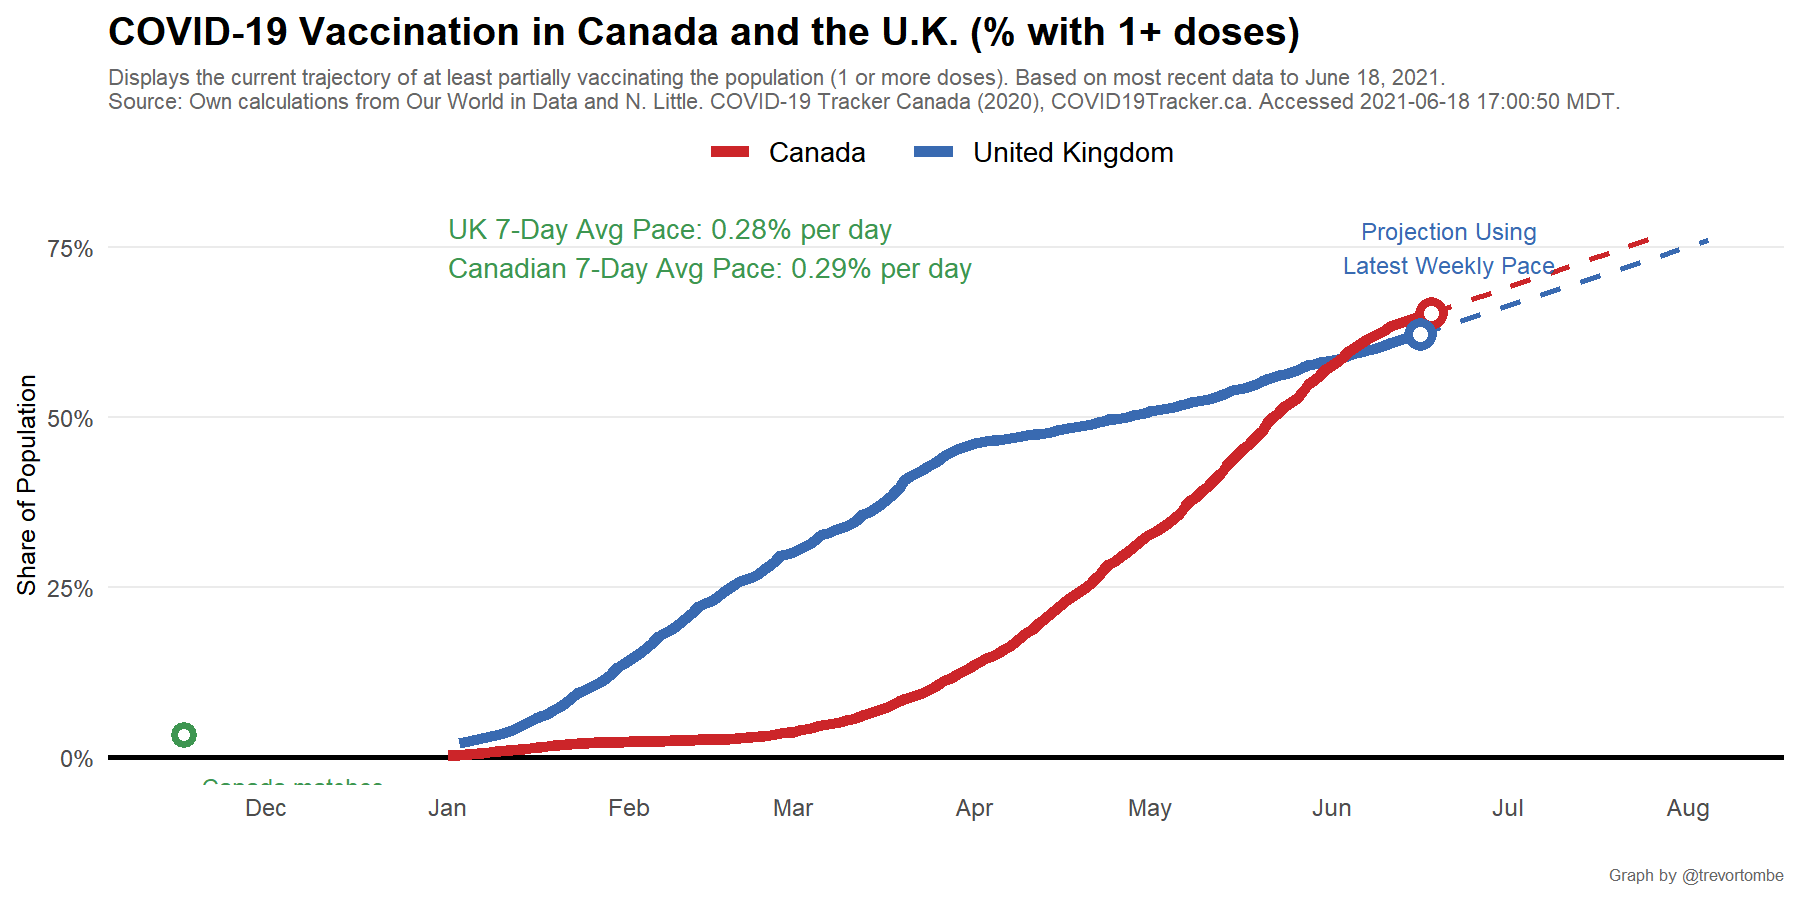 COVID-19 Vaccination in Canada and the U.K. (% with 1+ doses)
Displays the current trajectory of at least partially vaccinating the population (1 or more doses). Based on most recent data to June 18, 2021.
Source: Own calculations from Our World in Data and N. Little. COVID-19 Tracker Canada (2020), COVID19Tracker.ca. Accessed 2021-06-18 17:00:50 MDT.
Canada United Kingdom
UK 7-Day Avg Pace: 0.28% per day
Canadian 7-Day Avg Pace: 0.29% per day
Projection Using
Latest Weekly Pace
Share of Population
75%
50%
25%
0%
Canada matches
Dec Jan Feb Mar Apr May Jun Jul Aug
Graph by @trevortombe